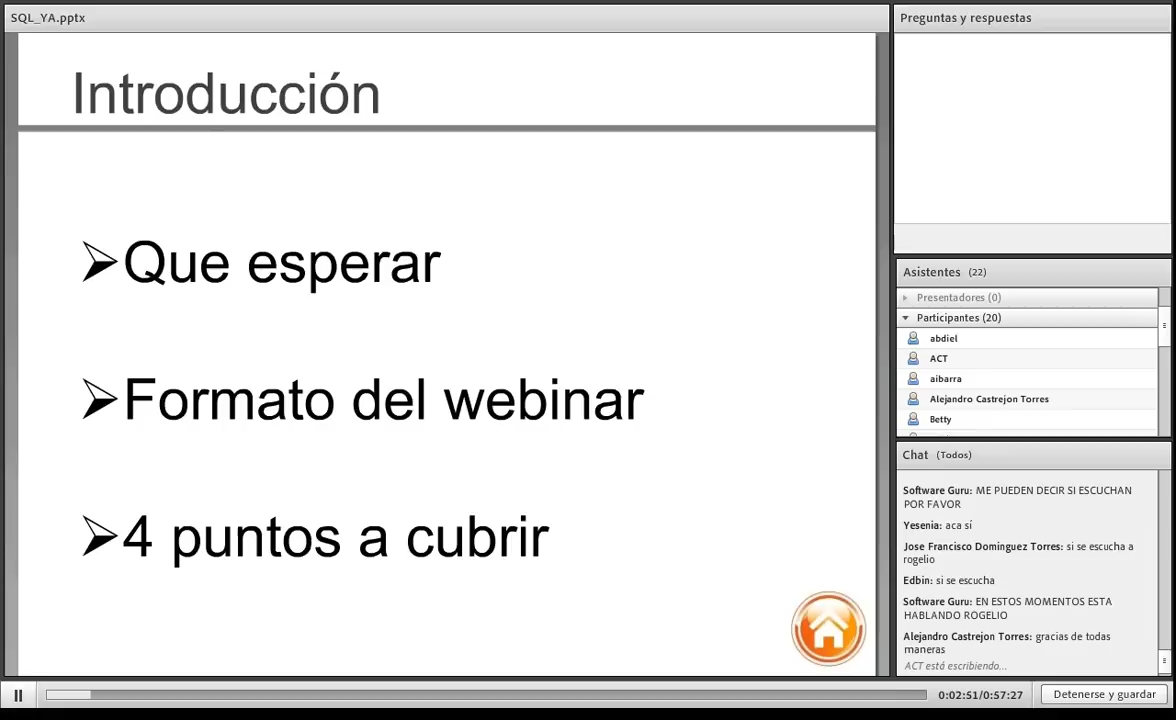 SQL_YA.pptx
Introducción
Que esperar
Formato del webinar
4 puntos a cubrir
Preguntas y respuestas
Asistentes (22)
Presentadores (0)
Participantes (20)
abdiel
ACT
aibarra
Alejandro Castrejon Torres
Betty
Chat (Todos)
Software Guru: ME PUEDEN DECIR SI ESCUCHAN
POR FAVOR
Yesenia: aca sí
Jose Francisco Dominguez Torres: si se escucha a
rogelio
Edbin: si se escucha
Software Guru: EN ESTOS MOMENTOS ESTA
HABLANDO ROGELIO
Alejandro Castrejon Torres: gracias de todas
maneras
ACT está escribiendo...
0:02:51/0:57:27
Detenerse y guardar